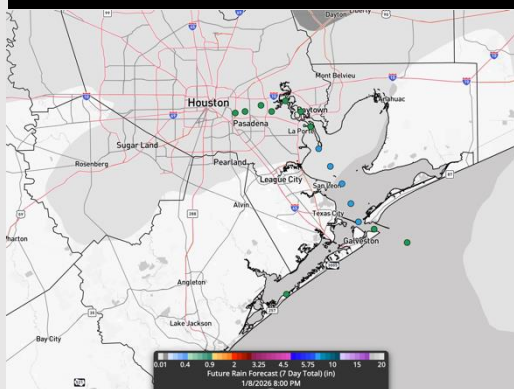 Dayton
Liberty
Mont Belvieu
Houston
Anahuac
Baytown
Pasadena
La Porte
Sugar Land
Rosenberg
Pearland
League City
San Leon
Alvin
Texas City
Galveston
Wharton
Angleton
Lake Jackson
Bay City
0.01 0.4 0.9 2 3.25 4.5 5.75 10 15 20
Future Rain Forecast (7 Day Total) (in)
1/8/2026 8:00 PM